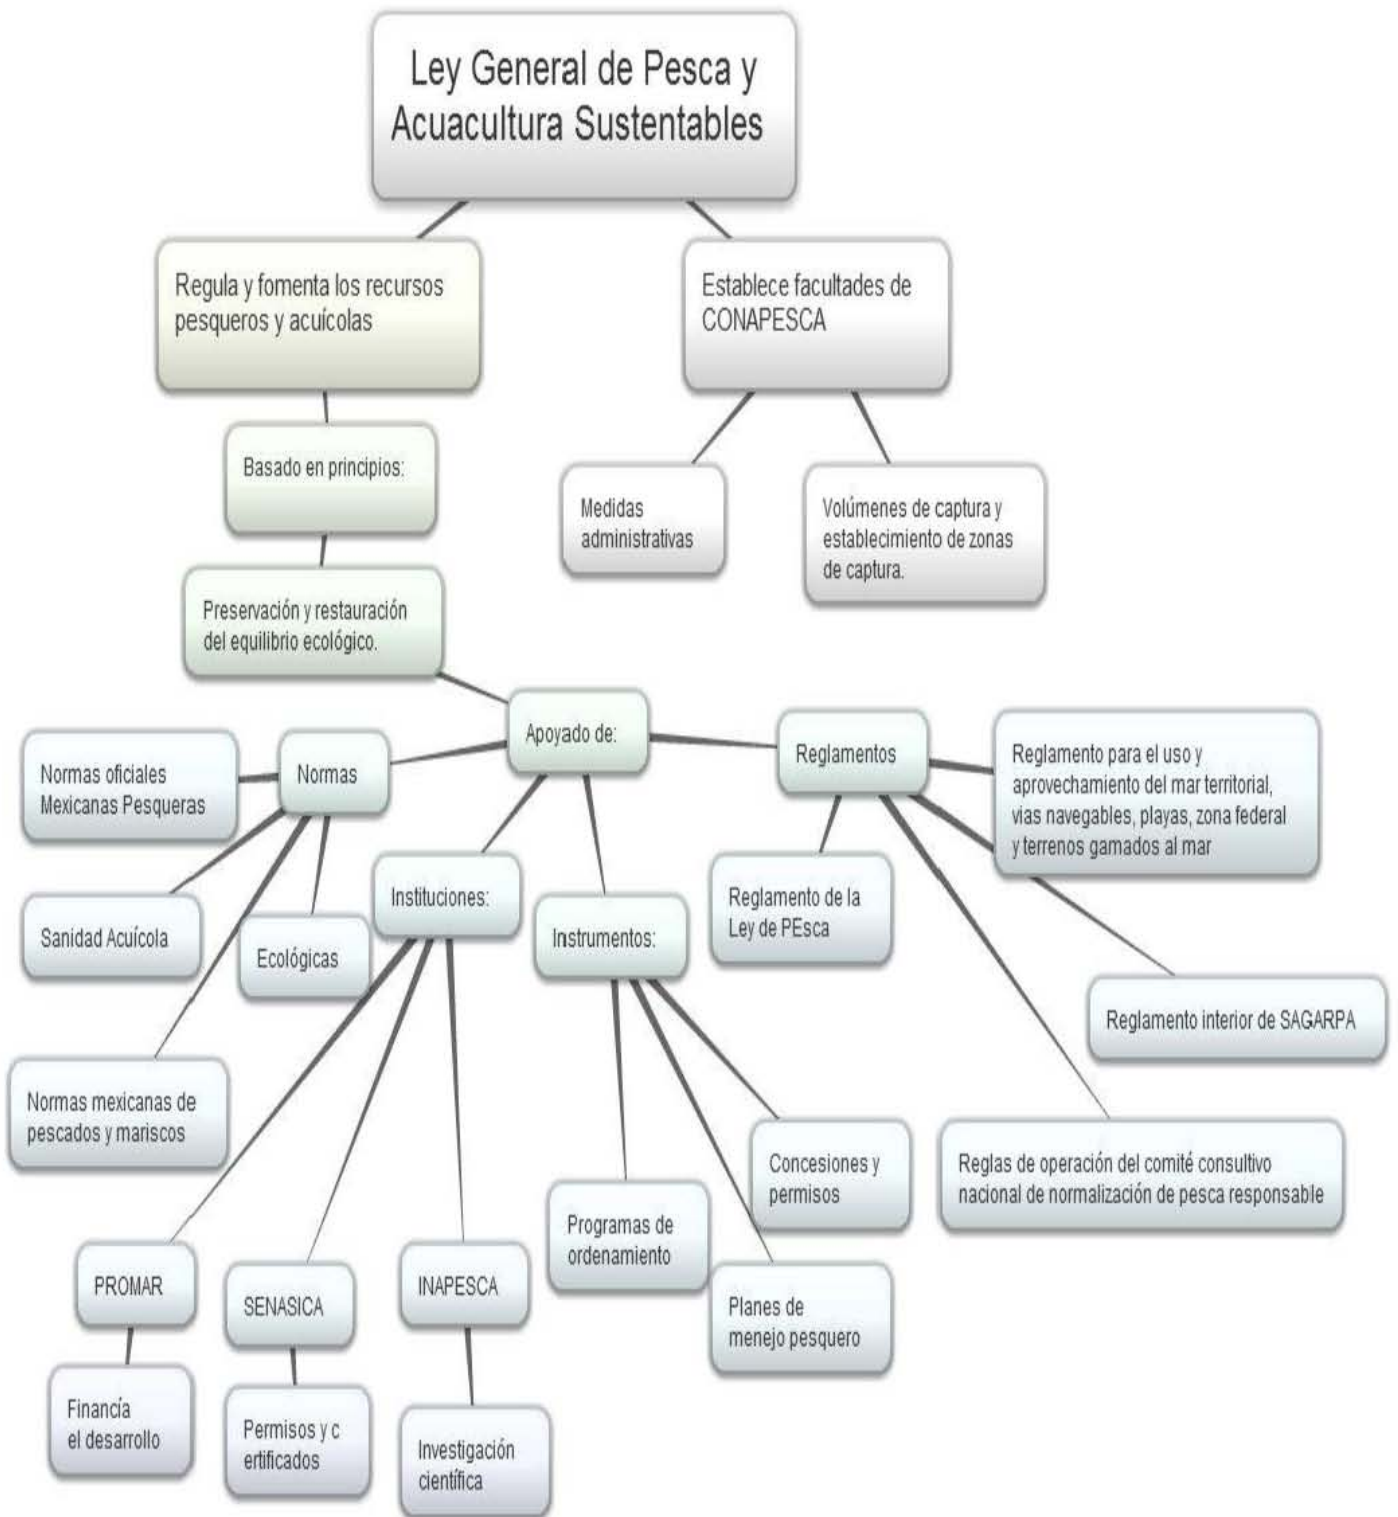 Ley General de Pesca y
Acuacultura Sustentables
Regula y fomenta los recursos
pesqueros y acuícolas
Establece facultades de
CONAPESCA
Basado en principios:
Medidas
administrativas
Volúmenes de captura y
establecimiento de zonas
de captura.
Preservación y restauración
del equilibrio ecológico.
Apoyado de:
Normas
Normas oficiales
Mexicanas Pesqueras
Sanidad Acuícola
Ecológicas
Normas mexicanas de
pescados y mariscos
Instituciones:
PROMAR
Financía
el desarrollo
SENASICA
Permisos y c
ertificados
INAPESCA
Investigación
científica
Instrumentos:
Programas de
ordenamiento
Planes de
menejo pesquero
Concesiones y
permisos
Reglamentos
Reglamento de la
Ley de PEsca
Reglamento para el uso y
aprovechamiento del mar territorial,
vias navegables, playas, zona federal
y terrenos gamados al mar
Reglamento interior de SAGARPA
Reglas de operación del comité consultivo
nacional de normalización de pesca responsable